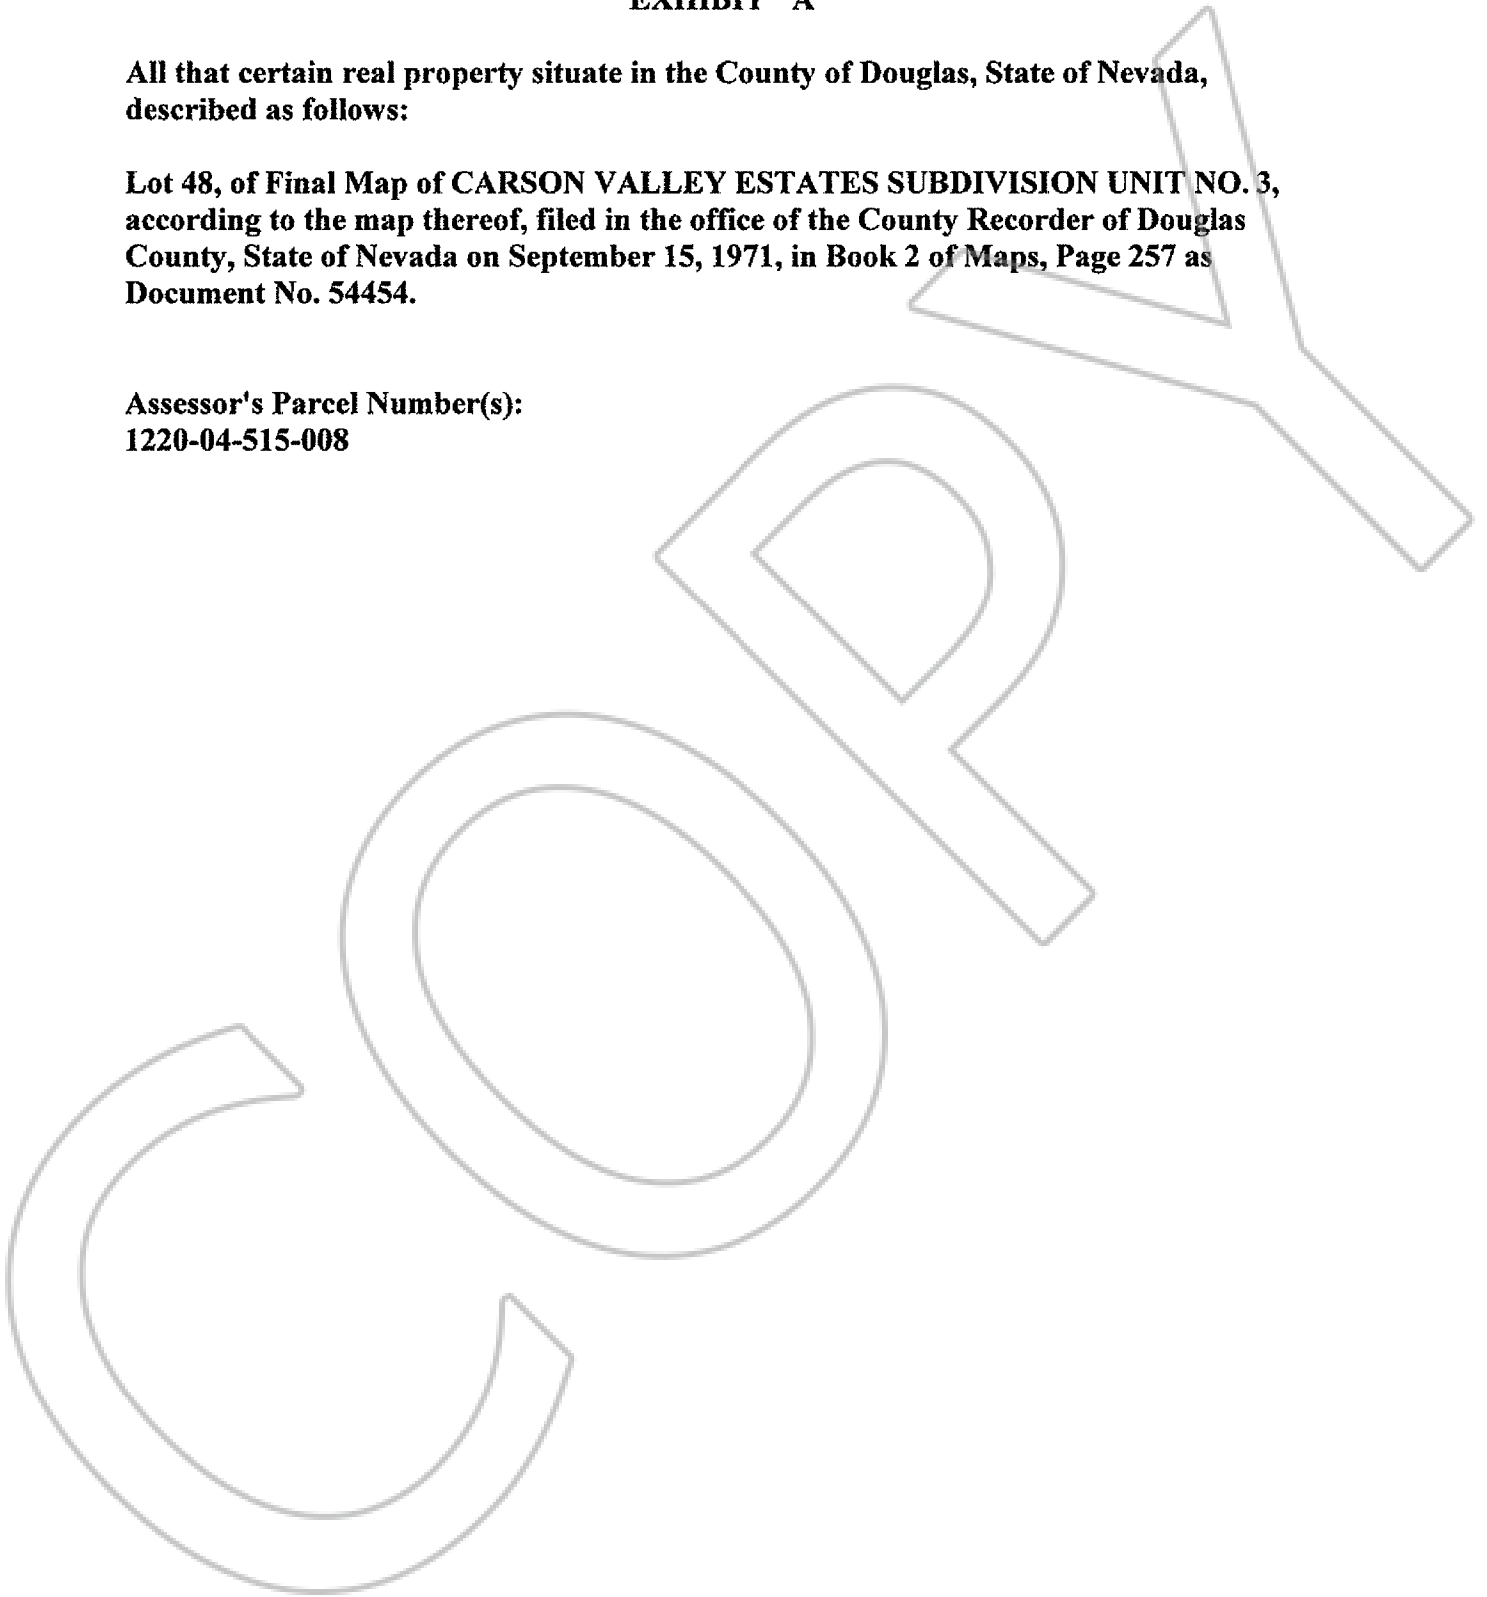 EXHIBIT "A"
All that certain real property situate in the County of Douglas, State of Nevada,
described as follows:
Lot 48, of Final Map of CARSON VALLEY ESTATES SUBDIVISION UNIT NO. 3,
according to the map thereof, filed in the office of the County Recorder of Douglas
County, State of Nevada on September 15, 1971, in Book 2 of Maps, Page 257 as
Document No. 54454.
Assessor's Parcel Number(s):
1220-04-515-008
COPY